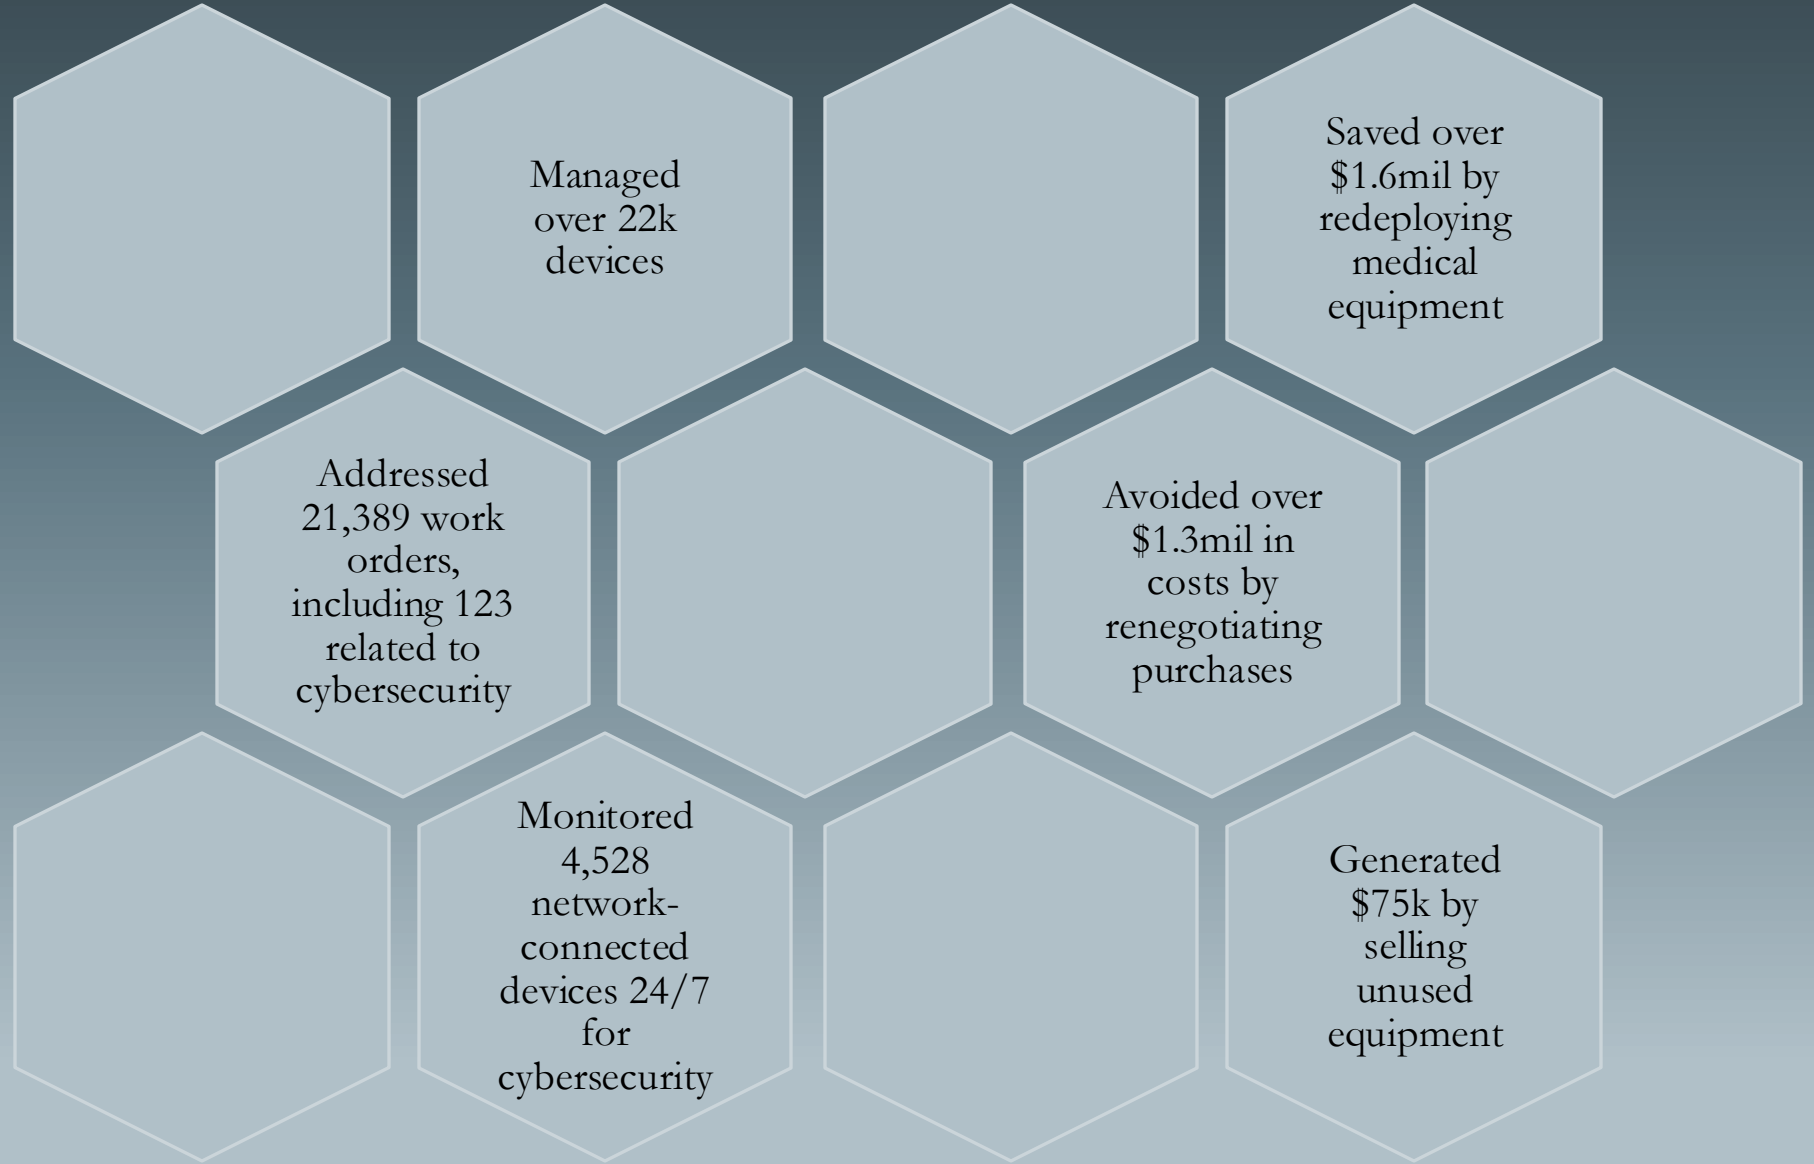 Managed
over 22k
devices
Saved over
$1.6mil by
redeploying
medical
equipment
Addressed
21,389 work
orders,
including 123
related to
cybersecurity
Avoided over
$1.3mil in
costs by
renegotiating
purchases
Monitored
4,528
network-
connected
devices 24/7
for
cybersecurity
Generated
$75k by
selling
unused
equipment